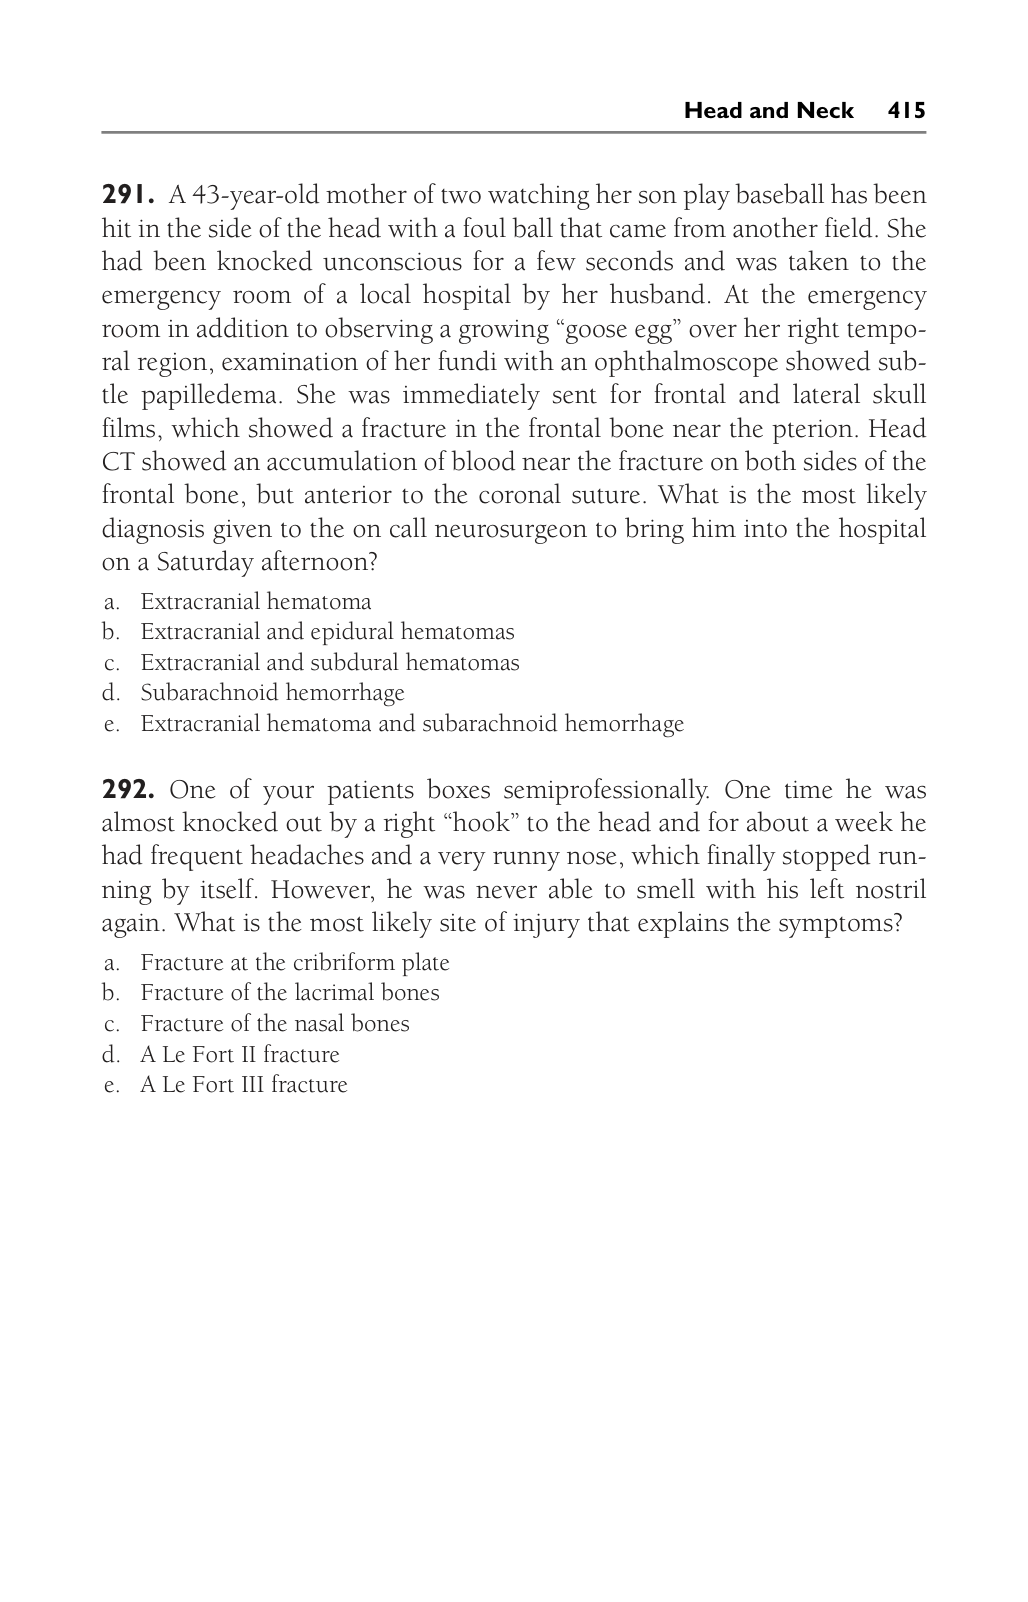 Head and Neck 415
291. A 43-year-old mother of two watching her son play baseball has been
hit in the side of the head with a foul ball that came from another field. She
had been knocked unconscious for a few seconds and was taken to the
emergency room of a local hospital by her husband. At the emergency
room in addition to observing a growing “goose egg” over her right tempo-
ral region, examination of her fundi with an ophthalmoscope showed sub-
tle papilledema. She was immediately sent for frontal and lateral skull
films, which showed a fracture in the frontal bone near the pterion. Head
CT showed an accumulation of blood near the fracture on both sides of the
frontal bone, but anterior to the coronal suture. What is the most likely
diagnosis given to the on call neurosurgeon to bring him into the hospital
on a Saturday afternoon?
a. Extracranial hematoma
b. Extracranial and epidural hematomas
c. Extracranial and subdural hematomas
d. Subarachnoid hemorrhage
e. Extracranial hematoma and subarachnoid hemorrhage
292. One of your patients boxes semiprofessionally. One time he was
almost knocked out by a right “hook” to the head and for about a week he
had frequent headaches and a very runny nose, which finally stopped run-
ning by itself. However, he was never able to smell with his left nostril
again. What is the most likely site of injury that explains the symptoms?
a. Fracture at the cribriform plate
b. Fracture of the lacrimal bones
c. Fracture of the nasal bones
d. A Le Fort II fracture
e. A Le Fort III fracture